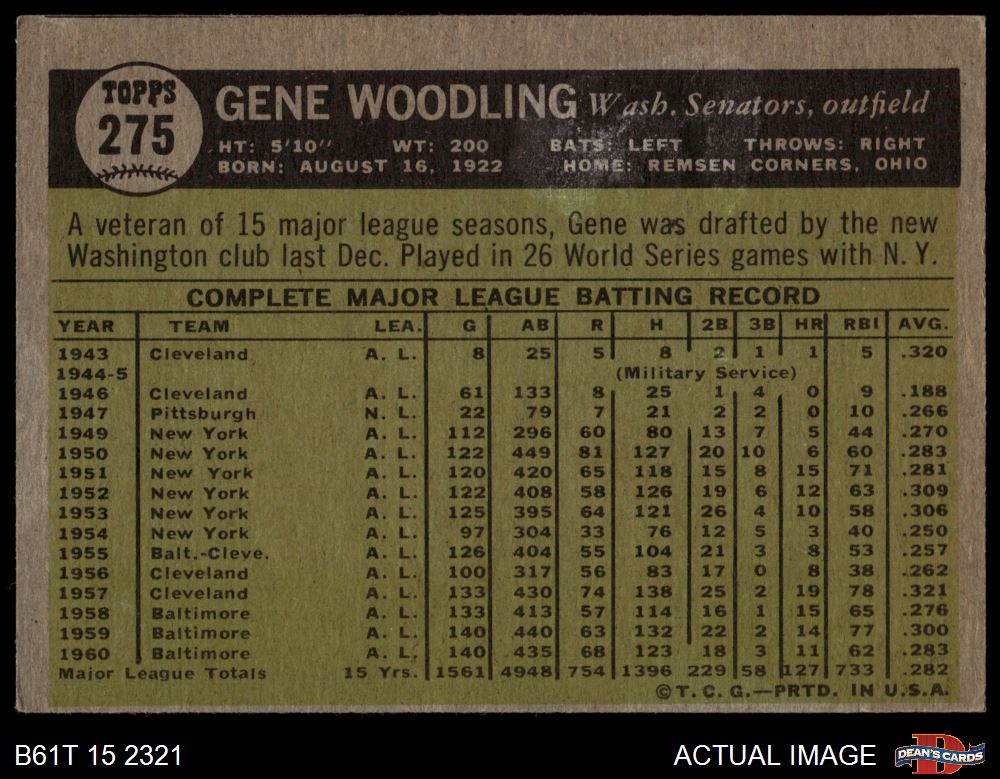 TOPPS
275
GENE WOODLING Wash. Senators, outfield
HT: 5'10" WT: 200 BATS: LEFT THROWS: RIGHT
BORN: AUGUST 16, 1922 HOME: REMSEN CORNERS, OHIO
A veteran of 15 major league seasons, Gene was drafted by the new
Washington club last Dec. Played in 26 World Series games with N. Y.
COMPLETE MAJOR LEAGUE BATTING RECORD
YEAR TEAM LEA. G AB R H 2B 3B HR RBI AVG.
1943 Cleveland A. L. 8 25 5 8 2 1 1 5 .320
1944-5 (Military Service)
1946 Cleveland A. L. 61 133 8 25 1 4 0 9 .188
1947 Pittsburgh N. L. 22 79 7 21 2 2 0 10 .266
1949 New York A. L. 112 296 60 80 13 7 5 44 .270
1950 New York A. L. 122 449 81 127 20 10 6 60 .283
1951 New York A. L. 120 420 65 118 15 8 15 71 .281
1952 New York A. L. 122 408 58 126 19 6 12 63 .309
1953 New York A. L. 125 395 64 121 26 4 10 58 .306
1954 New York A. L. 97 304 33 76 12 5 3 40 .250
1955 Balt.-Cleve. A. L. 126 404 55 104 21 3 8 53 .257
1956 Cleveland A. L. 100 317 56 83 17 0 8 38 .262
1957 Cleveland A. L. 133 430 74 138 25 2 19 78 .321
1958 Baltimore A. L. 133 413 57 114 16 1 15 65 .276
1959 Baltimore A. L. 140 440 63 132 22 2 14 77 .300
1960 Baltimore A. L. 140 435 68 123 18 3 11 62 .283
Major League Totals 15 Yrs. 1561 4948 754 1396 229 58 127 733 .282
©T. C. G.—PRTD. IN U.S.A.
B61T 15 2321 ACTUAL IMAGE DEAN'S CARDS